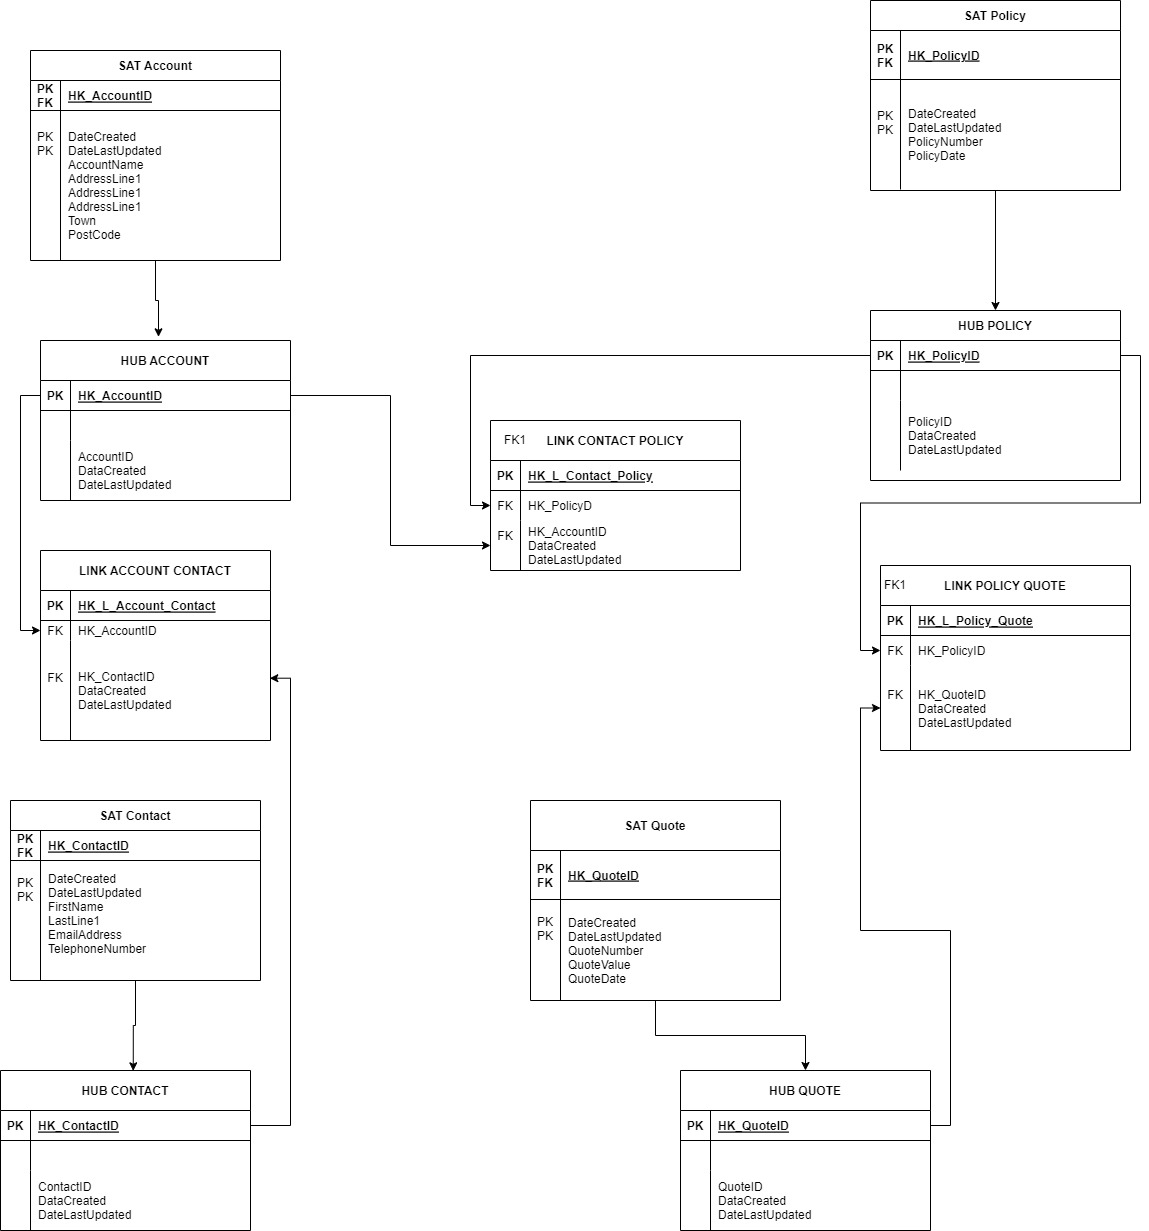 SAT Policy
PK
FK
HK_PolicyID
PK
PK
DateCreated
DateLastUpdated
PolicyNumber
PolicyDate
SAT Account
PK
FK
HK_AccountID
PK
PK
DateCreated
DateLastUpdated
AccountName
AddressLine1
AddressLine1
AddressLine1
Town
PostCode
HUB POLICY
PK HK_PolicyID
PolicyID
DataCreated
DateLastUpdated
HUB ACCOUNT
PK HK_AccountID
AccountID
DataCreated
DateLastUpdated
FK1 LINK CONTACT POLICY
PK HK_L_Contact_Policy
FK HK_PolicyD
FK HK_AccountID
DataCreated
DateLastUpdated
LINK ACCOUNT CONTACT
PK HK_L_Account_Contact
FK HK_AccountID
FK HK_ContactID
DataCreated
DateLastUpdated
FK1 LINK POLICY QUOTE
PK HK_L_Policy_Quote
FK HK_PolicyID
FK HK_QuoteID
DataCreated
DateLastUpdated
SAT Contact
PK
FK
HK_ContactID
PK
PK
DateCreated
DateLastUpdated
FirstName
LastLine1
EmailAddress
TelephoneNumber
SAT Quote
PK
FK
HK_QuoteID
PK
PK
DateCreated
DateLastUpdated
QuoteNumber
QuoteValue
QuoteDate
HUB CONTACT
PK HK_ContactID
ContactID
DataCreated
DateLastUpdated
HUB QUOTE
PK HK_QuoteID
QuoteID
DataCreated
DateLastUpdated